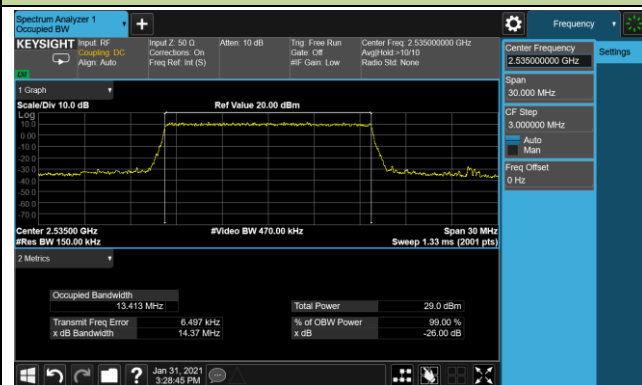 Spectrum Analyzer 1
Occupied BW
Frequency
KEYSIGHT
Input: RF
Coupling: DC
Align: Auto
Input Z: 50 Ω
Corrections: On
Freq Ref: Int (S)
Atten: 10 dB
Trig: Free Run
Gate: Off
#IF Gain: Low
Center Freq: 2.535000000 GHz
Avg|Hold:>10/10
Radio Std: None
Center Frequency
2.535000000 GHz
Settings
Span
30.000 MHz
CF Step
3.000000 MHz
Auto
Man
Freq Offset
0 Hz
1 Graph
Scale/Div 10.0 dB
Ref Value 20.00 dBm
Log
10.0
0.00
-10.0
-20.0
-30.0
-40.0
-50.0
-60.0
-70.0
Center 2.53500 GHz
#Video BW 470.00 kHz
Span 30 MHz
#Res BW 150.00 kHz
Sweep 1.33 ms (2001 pts)
2 Metrics
Occupied Bandwidth
13.413 MHz
Total Power
29.0 dBm
Transmit Freq Error
6.497 kHz
% of OBW Power
99.00 %
x dB Bandwidth
14.37 MHz
x dB
-26.00 dB
Jan 31, 2021
3:28:45 PM